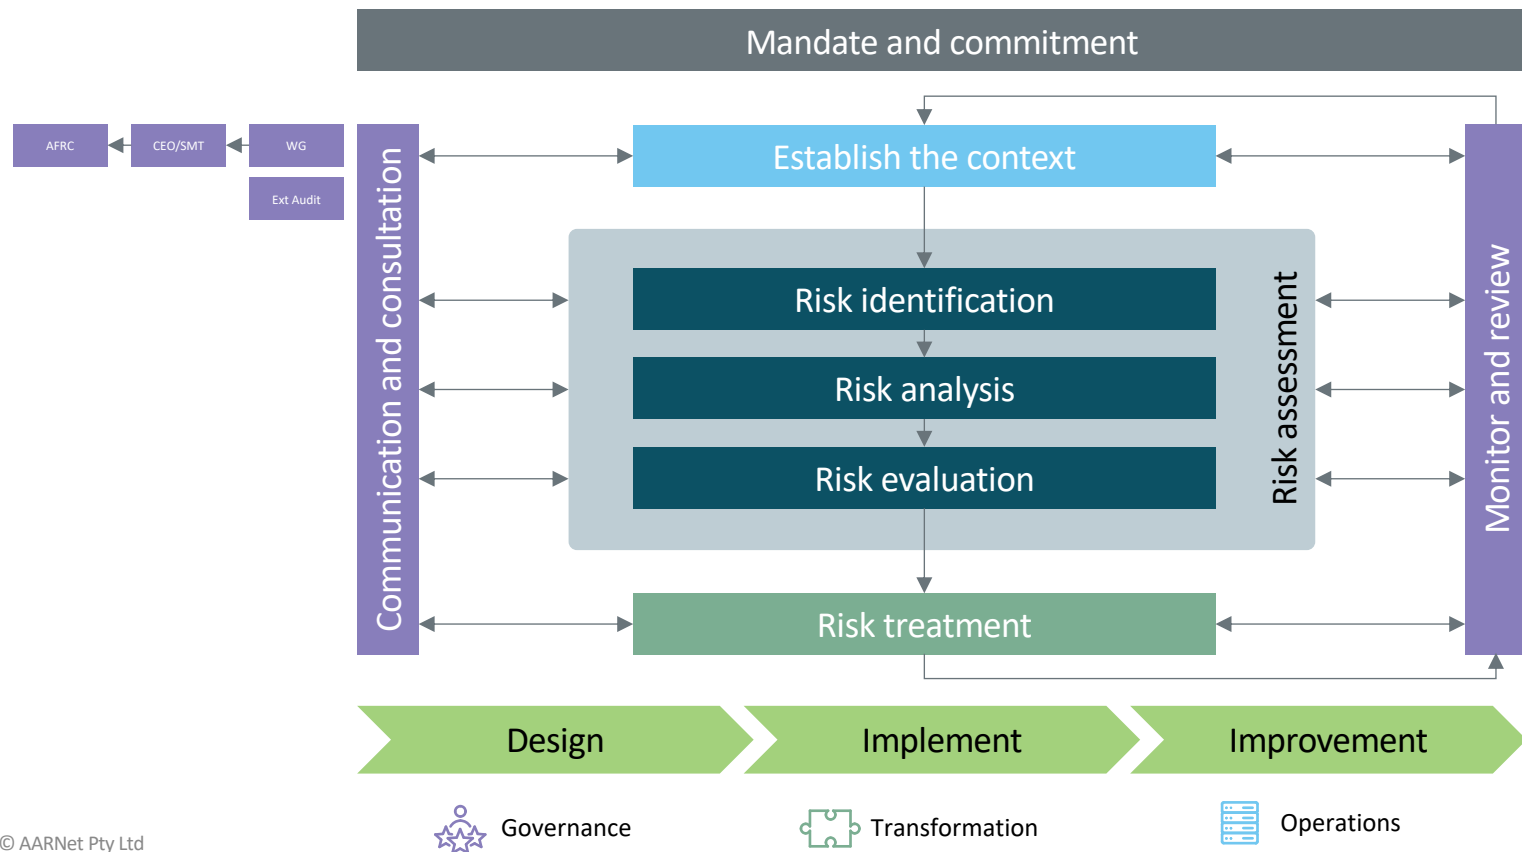 Mandate and commitment
AFRC
CEO/SMT
WG
Ext Audit
Communication and consultation
Establish the context
Risk identification
Risk analysis
Risk evaluation
Risk assessment
Risk treatment
Monitor and review
Design
Implement
Improvement
Governance
Transformation
Operations
© AARNet Pty Ltd